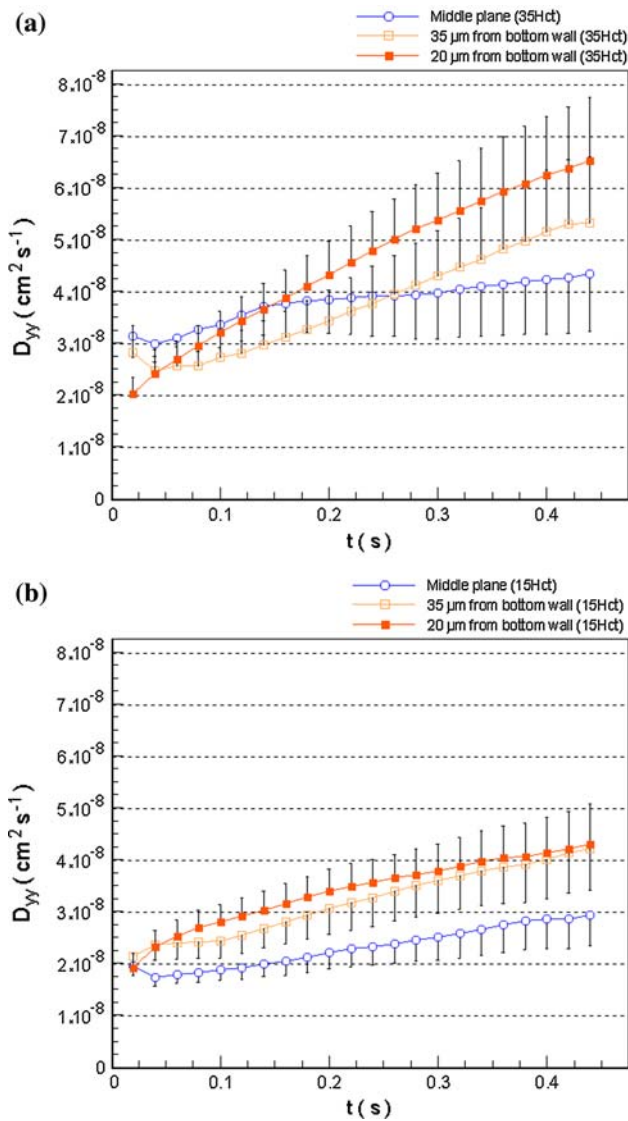 (a)
Middle plane (35Hct)
35 µm from bottom wall (35Hct)
20 µm from bottom wall (35Hct)
8.10-8
7.10-8
6.10-8
5.10-8
4.10-8
3.10-8
2.10-8
1.10-8
0
Dyy ( cm2 s-1)
0 0.1 0.2 0.3 0.4
t ( s )
(b)
Middle plane (15Hct)
35 µm from bottom wall (15Hct)
20 µm from bottom wall (15Hct)
8.10-8
7.10-8
6.10-8
5.10-8
4.10-8
3.10-8
2.10-8
1.10-8
0
Dyy ( cm2 s-1)
0 0.1 0.2 0.3 0.4
t ( s )